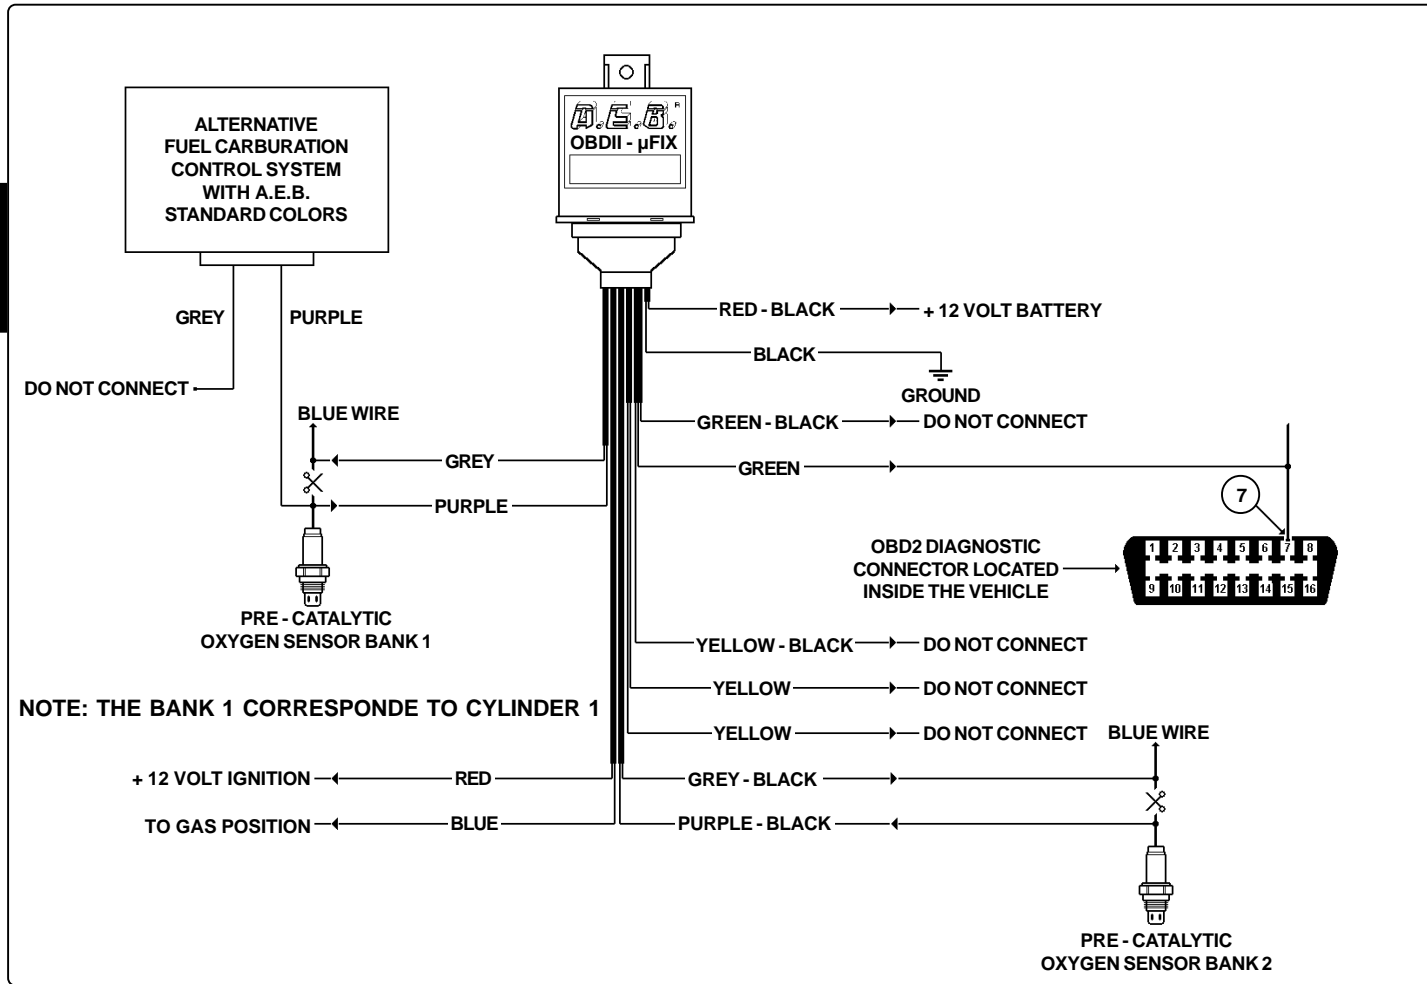 ALTERNATIVE
FUEL CARBURATION
CONTROL SYSTEM
WITH A.E.B.
STANDARD COLORS
A.E.B. R
OBDII - µFIX
GREY
PURPLE
DO NOT CONNECT
BLUE WIRE
GREY
PURPLE
PRE - CATALYTIC
OXYGEN SENSOR BANK 1
RED - BLACK
+ 12 VOLT BATTERY
BLACK
GROUND
GREEN - BLACK
DO NOT CONNECT
GREEN
7
OBD2 DIAGNOSTIC
CONNECTOR LOCATED
INSIDE THE VEHICLE
1 2 3 4 5 6 7 8
9 10 11 12 13 14 15 16
YELLOW - BLACK
DO NOT CONNECT
YELLOW
DO NOT CONNECT
YELLOW
DO NOT CONNECT
NOTE: THE BANK 1 CORRESPONDE TO CYLINDER 1
+ 12 VOLT IGNITION
RED
TO GAS POSITION
BLUE
BLUE WIRE
GREY - BLACK
PURPLE - BLACK
PRE - CATALYTIC
OXYGEN SENSOR BANK 2